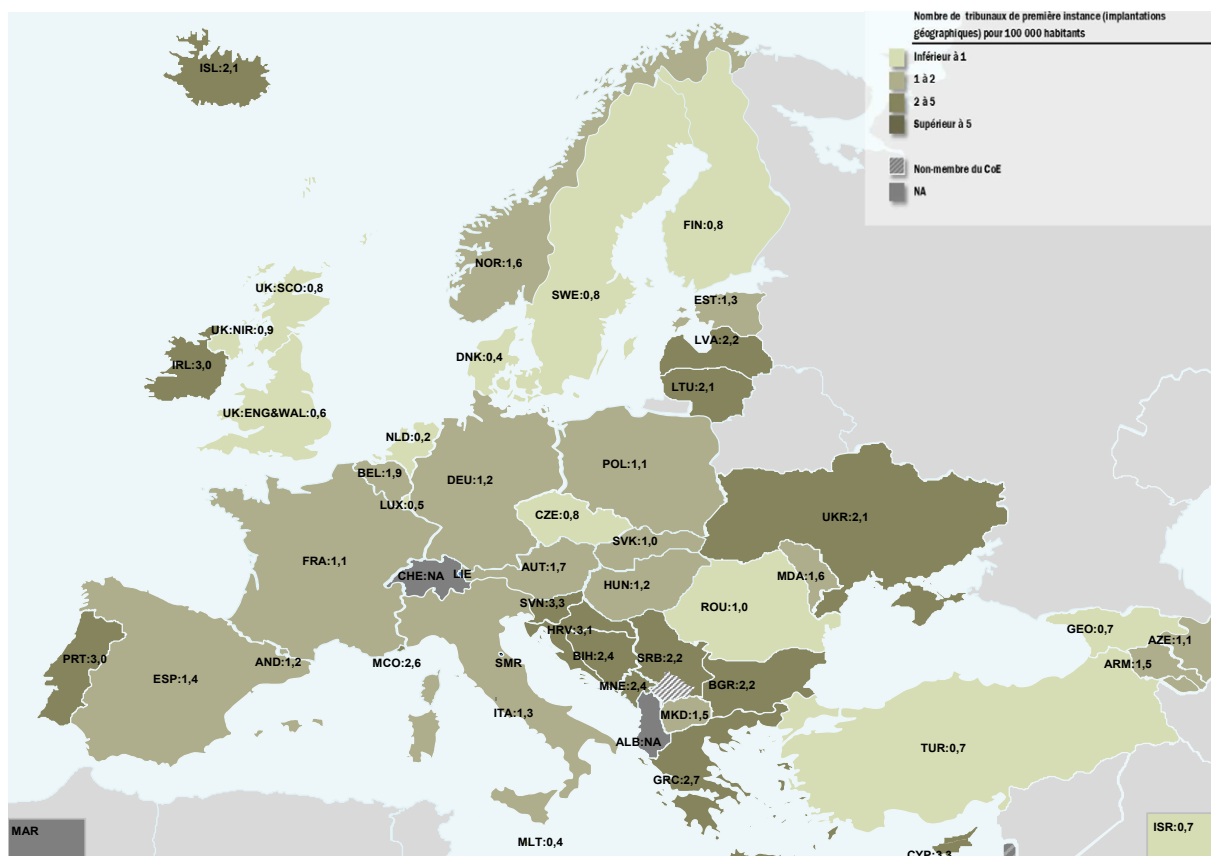 Nombre de tribunaux de première instance (implantations
géographiques) pour 100 000 habitants
Inférieur à 1
1 à 2
2 à 5
Supérieur à 5
Non-membre du CoE
NA
ISL:2,1
FIN:0,8
NOR:1,6
UK:SCO:0,8
SWE:0,8
EST:1,3
UK:NIR:0,9
LVA:2,2
DNK:0,4
IRL:3,0
LTU:2,1
UK:ENG&WAL:0,6
NLD:0,2
POL:1,1
BEL:1,9
DEU:1,2
LUX:0,5
CZE:0,8
UKR:2,1
SVK:1,0
FRA:1,1
AUT:1,7
CHE:NA
LIE
MDA:1,6
HUN:1,2
SVN:3,3
ROU:1,0
GEO:0,7
HRV:3,1
AZE:1,1
PRT:3,0
AND:1,2
MCO:2,6
SMR
BIH:2,4
SRB:2,2
ARM:1,5
ESP:1,4
MNE:2,4
BGR:2,2
ITA:1,3
MKD:1,5
ALB:NA
TUR:0,7
GRC:2,7
MAR
MLT:0,4
ISR:0,7
CYP:3,3